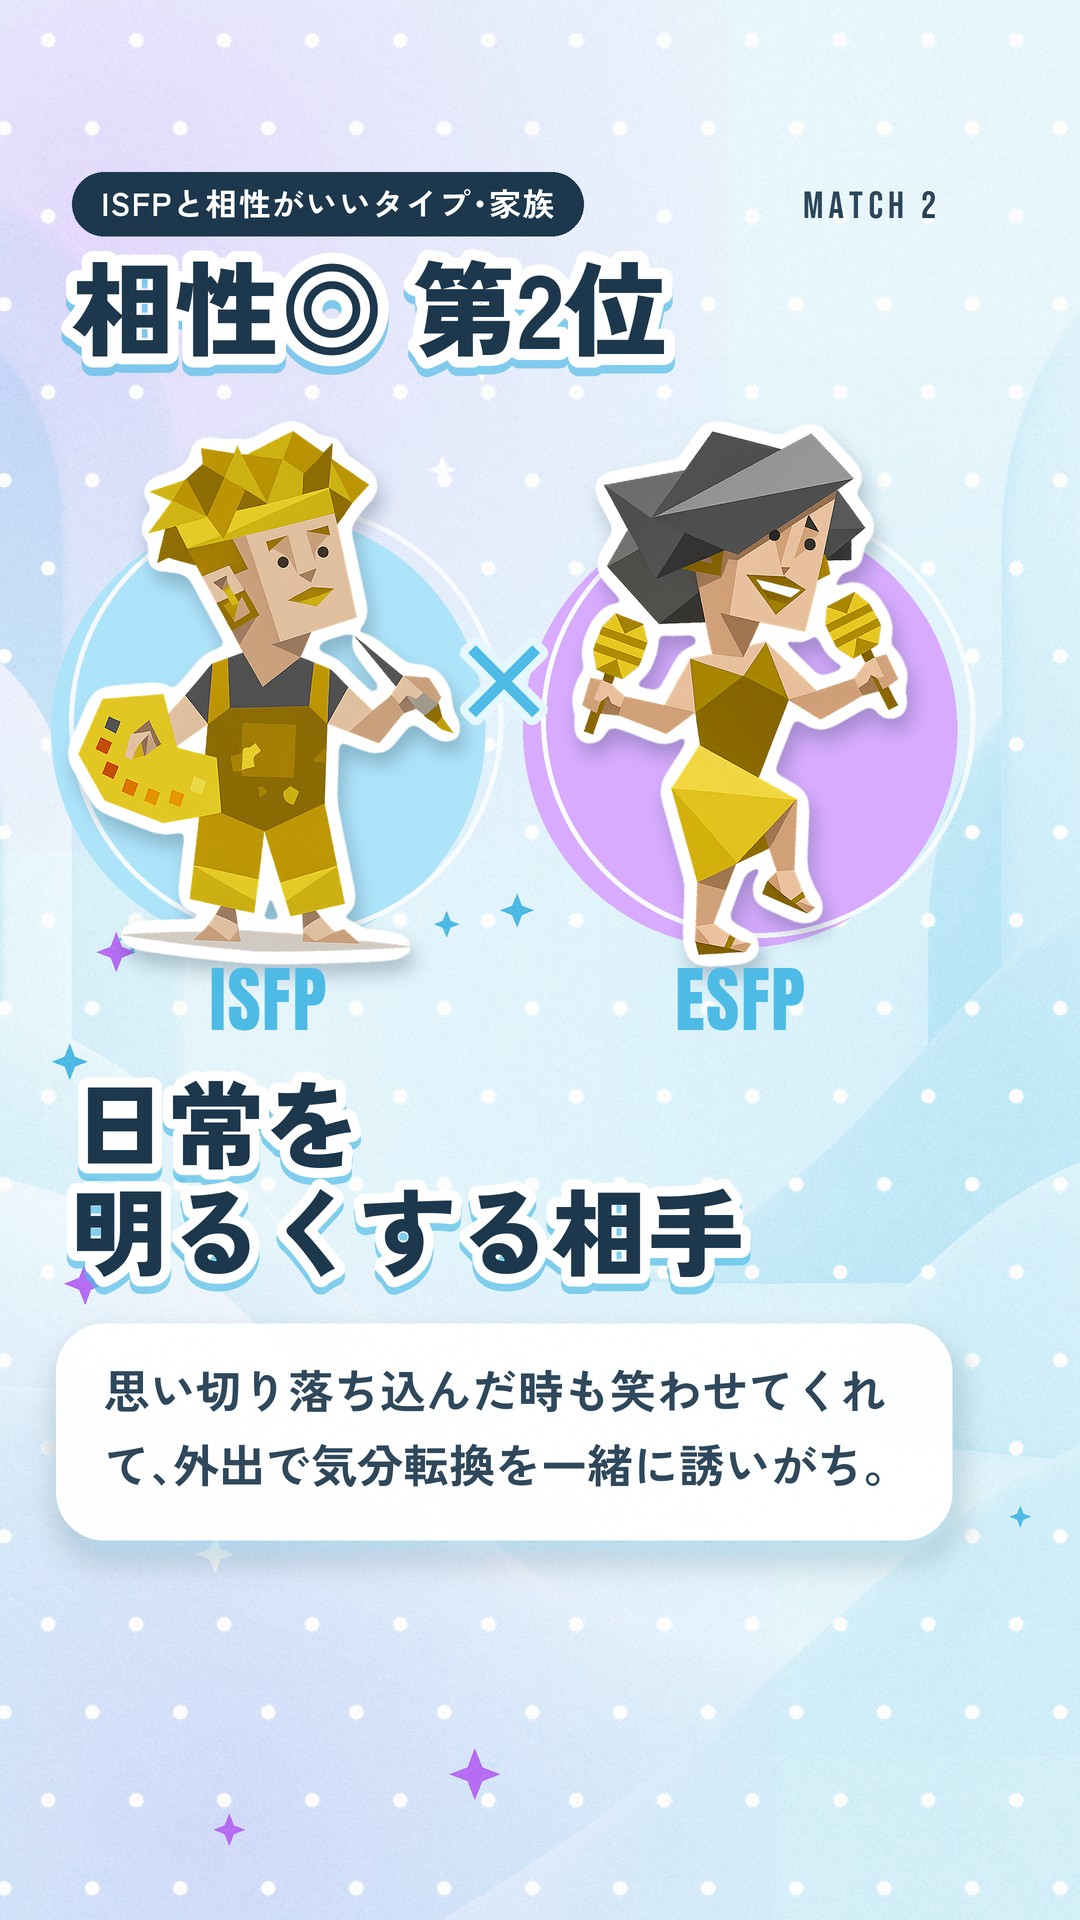 ISFPと相性がいいタイプ・家族
MATCH 2
相性◎ 第2位
ISFP
×
ESFP
日常を
明るくする相手
思い切り落ち込んだ時も笑わせてくれ
て、外出で気分転換を一緒に誘いがち。